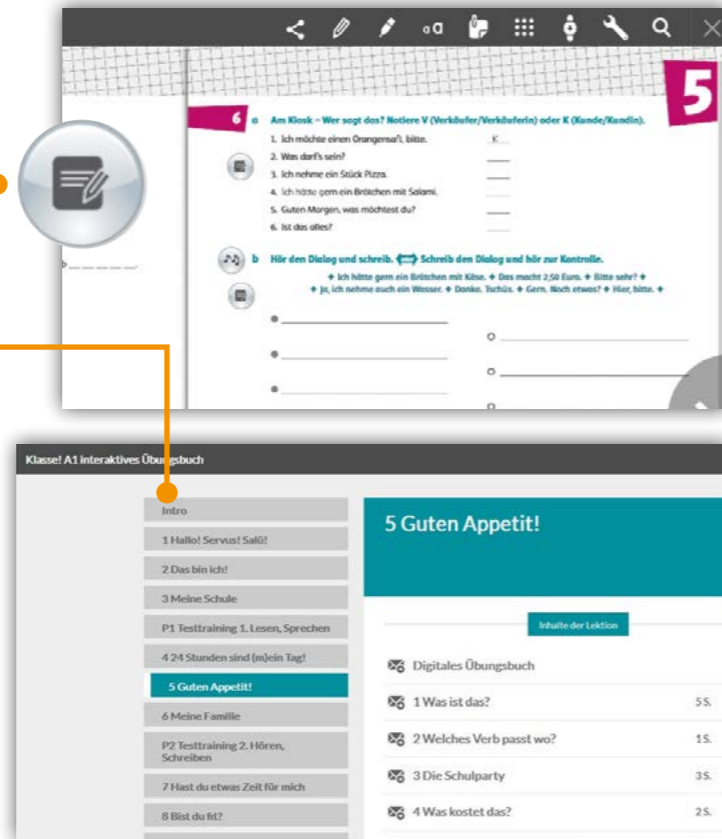 5
6 a Am Kiosk – Wer sagt das? Notiere V (Verkäufer/Verkäuferin) oder K (Kunde/Kundin).
1. Ich möchte einen Orangensaft, bitte. K
2. Was darf's sein?
3. Ich nehme ein Stück Pizza.
4. Ich hätte gern ein Brötchen mit Salami.
5. Guten Morgen, was möchtest du?
6. Ist das alles?
b Hör den Dialog und schreib. Schreib den Dialog und hör zur Kontrolle.
+ Ich hätte gern ein Brötchen mit Käse. + Das macht 2,50 Euro. + Bitte sehr? +
+ Ja, ich nehme auch ein Wasser. + Danke. Tschüs. + Gern. Noch etwas? + Hier, bitte. +
Klasse! A1 interaktives Übungsbuch
Intro
1 Hallo! Servus! Salü!
2 Das bin ich!
3 Meine Schule
P1 Testtraining 1. Lesen, Sprechen
4 24 Stunden sind (m)ein Tag!
5 Guten Appetit!
6 Meine Familie
P2 Testtraining 2. Hören,
Schreiben
7 Hast du etwas Zeit für mich
8 Bist du fit?
5 Guten Appetit!
Inhalte der Lektion
Digitales Übungsbuch
1 Was ist das? 5 S.
2 Welches Verb passt wo? 1 S.
3 Die Schulparty 3 S.
4 Was kostet das? 2 S.